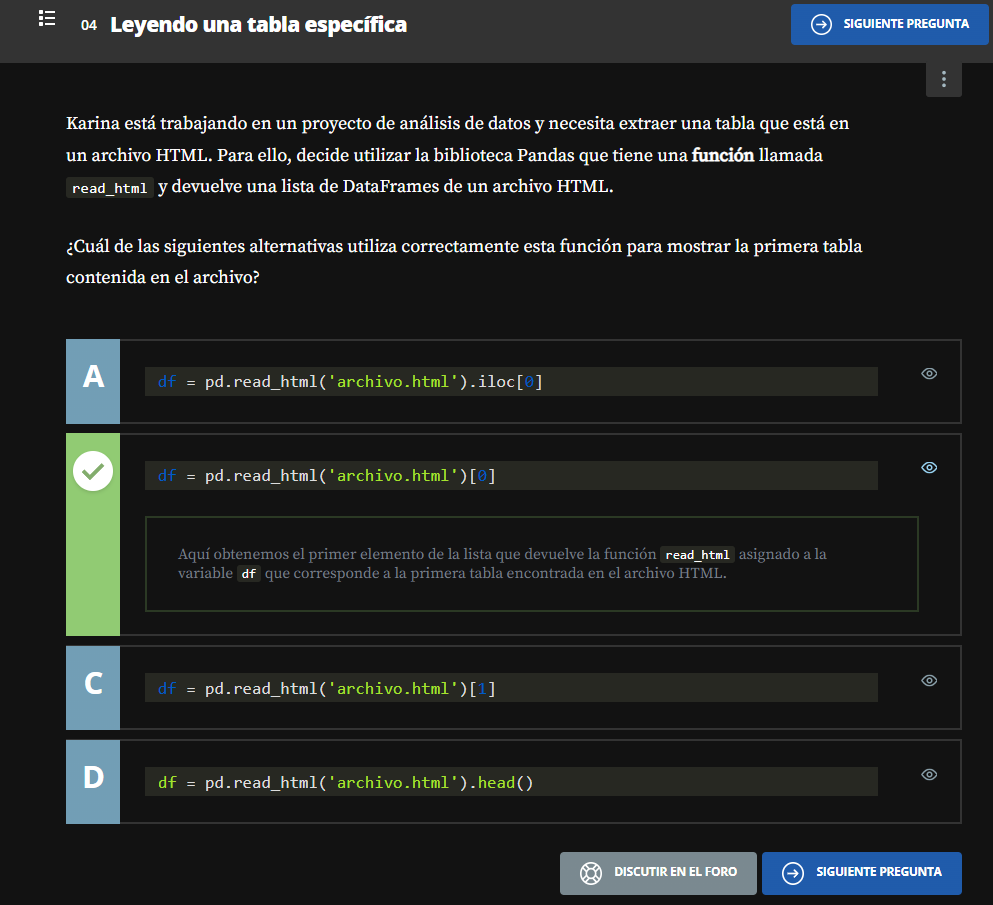 04 Leyendo una tabla específica
SIGUIENTE PREGUNTA
Karina está trabajando en un proyecto de análisis de datos y necesita extraer una tabla que está en
un archivo HTML. Para ello, decide utilizar la biblioteca Pandas que tiene una función llamada
read_html y devuelve una lista de DataFrames de un archivo HTML.
¿Cuál de las siguientes alternativas utiliza correctamente esta función para mostrar la primera tabla
contenida en el archivo?
A
df = pd.read_html('archivo.html').iloc[0]
df = pd.read_html('archivo.html')[0]
Aquí obtenemos el primer elemento de la lista que devuelve la función read_html asignado a la
variable df que corresponde a la primera tabla encontrada en el archivo HTML.
C
df = pd.read_html('archivo.html')[1]
D
df = pd.read_html('archivo.html').head()
DISCUTIR EN EL FORO
SIGUIENTE PREGUNTA